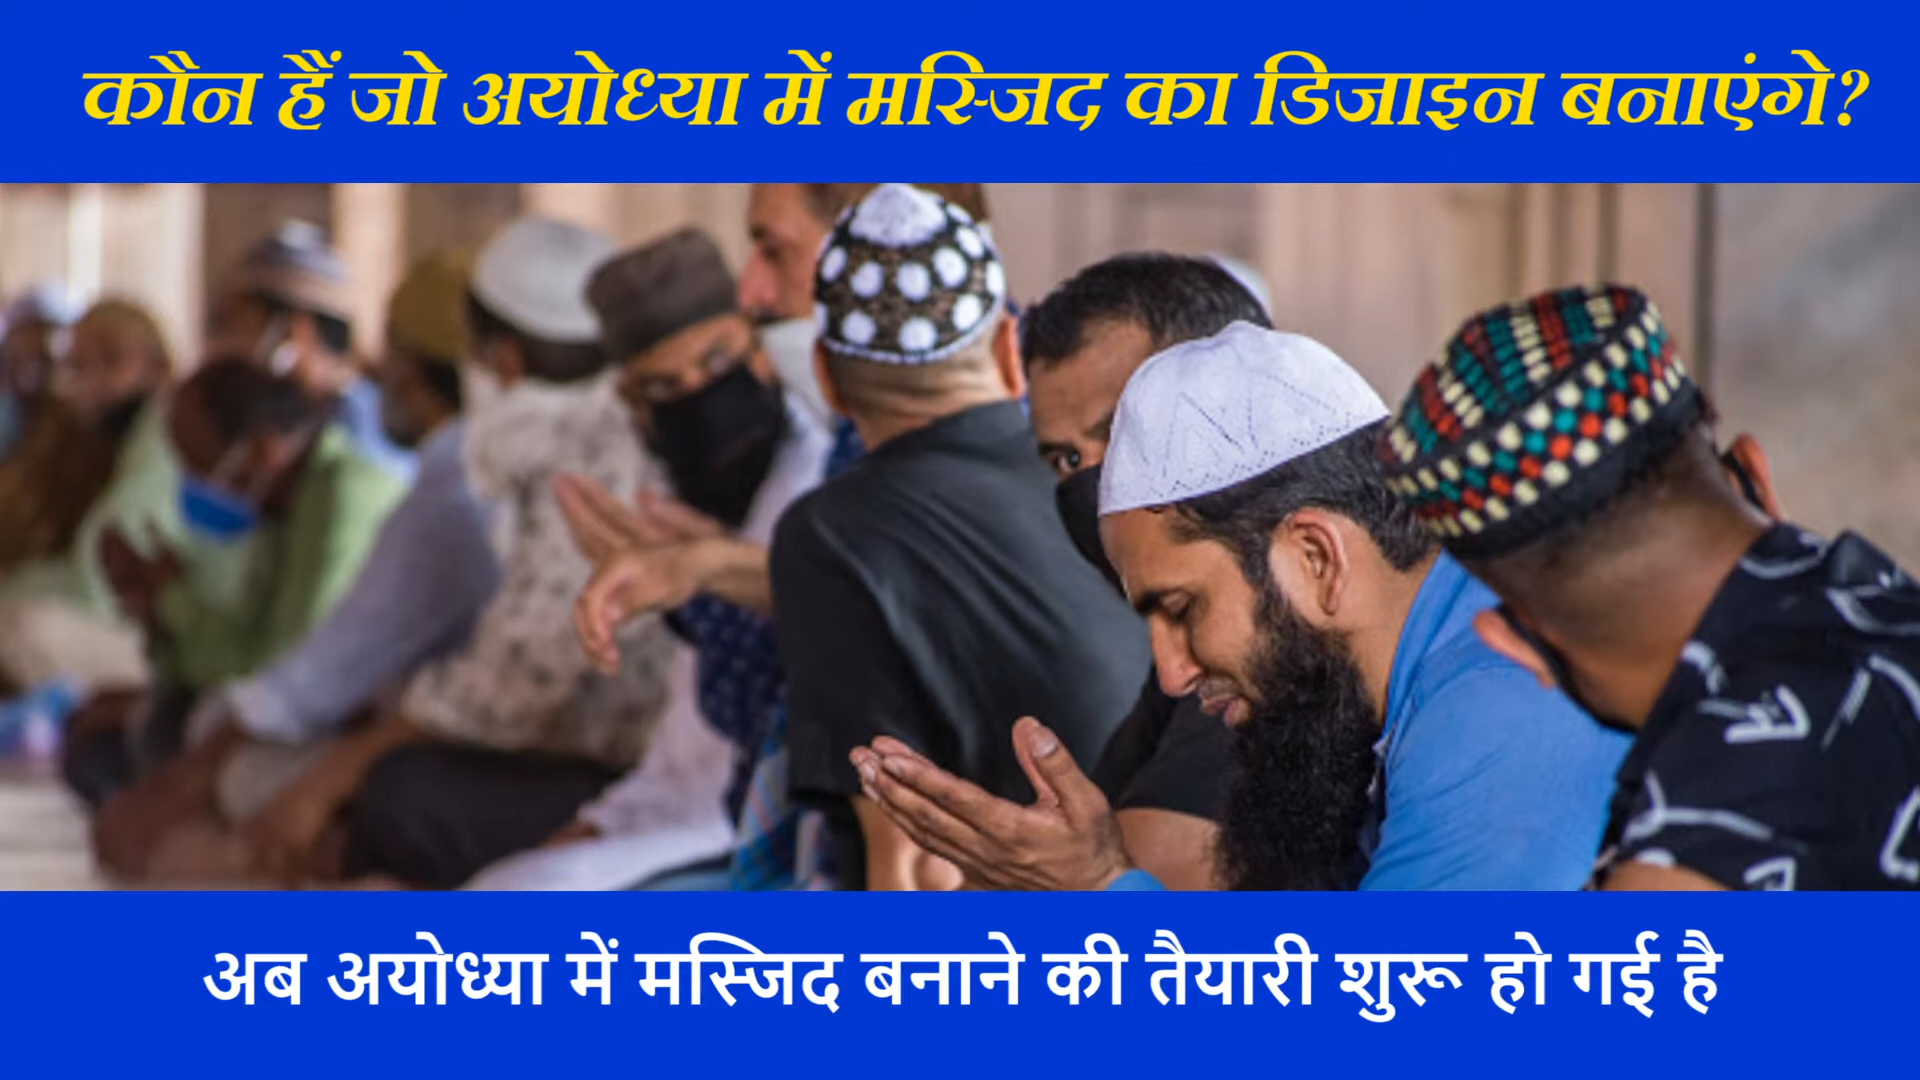 कौन हैं जो अयोध्या में मस्जिद का डिजाइन बनाएंगे?
अब अयोध्या में मस्जिद बनाने की तैयारी शुरू हो गई है